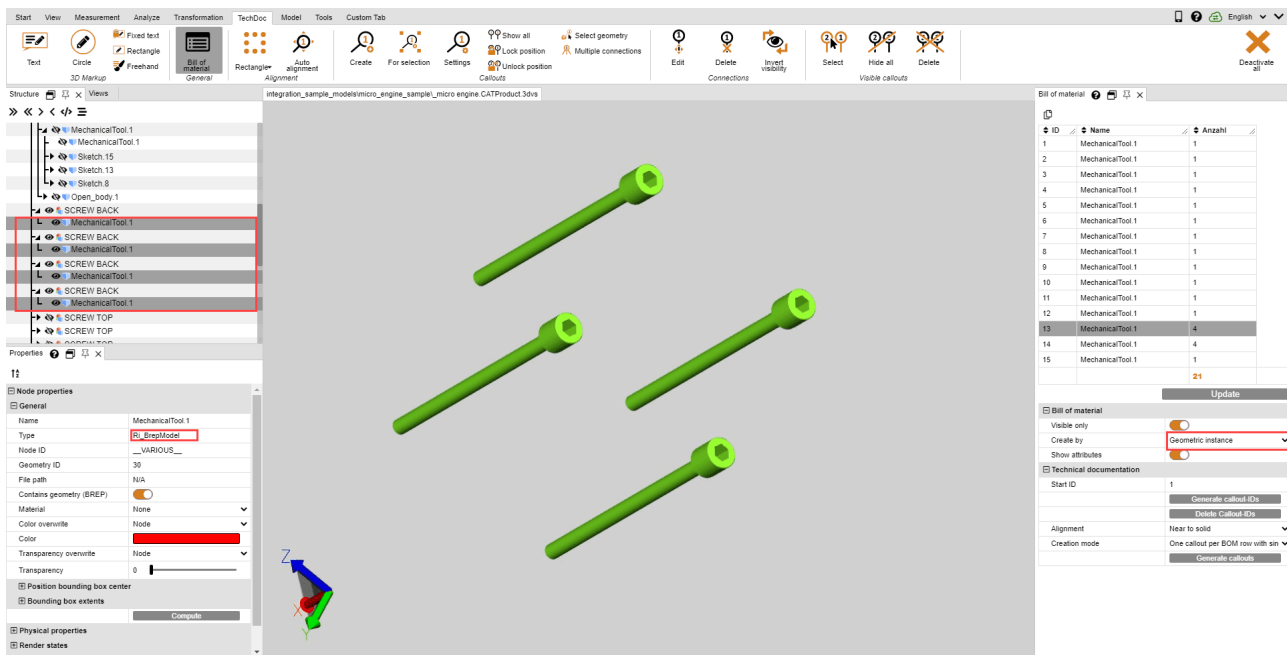 Start View Measurement Analyze Transformation TechDoc Model Tools Custom Tab English
Text
Circle
Fixed text
Rectangle
Freehand
3D Markup
Bill of
material
General
Rectangle
Auto
alignment
Alignment
Create
For selection
Settings
Show all
Lock position
Unlock position
Select geometry
Multiple connections
Callouts
Edit
Delete
Invert
visibility
Connections
Select
Hide all
Delete
Visible callouts
Deactivate
all
Structure Views
MechanicalTool.1
MechanicalTool.1
Sketch.15
Sketch.13
Sketch.8
Open_body.1
SCREW BACK
MechanicalTool.1
SCREW BACK
MechanicalTool.1
SCREW BACK
MechanicalTool.1
SCREW BACK
MechanicalTool.1
SCREW TOP
SCREW TOP
Properties
Node properties
General
Name MechanicalTool.1
Type Ri_BrepModel
Node ID __VARIOUS__
Geometry ID 30
File path N/A
Contains geometry (BREP)
Material None
Color overwrite Node
Color
Transparency overwrite Node
Transparency 0
Position bounding box center
Bounding box extents
Compute
Physical properties
Render states
integration_sample_models\micro_engine_sample\_micro engine.CATProduct.3dvs
Z
X
Y
Bill of material
ID Name Anzahl
1 MechanicalTool.1 1
2 MechanicalTool.1 1
3 MechanicalTool.1 1
4 MechanicalTool.1 1
5 MechanicalTool.1 1
6 MechanicalTool.1 1
7 MechanicalTool.1 1
8 MechanicalTool.1 1
9 MechanicalTool.1 1
10 MechanicalTool.1 1
11 MechanicalTool.1 1
12 MechanicalTool.1 1
13 MechanicalTool.1 4
14 MechanicalTool.1 4
15 MechanicalTool.1 1
21
Update
Bill of material
Visible only
Create by Geometric instance
Show attributes
Technical documentation
Start ID 1
Generate callout-IDs
Delete Callout-IDs
Alignment Near to solid
Creation mode One callout per BOM row with sin
Generate callouts